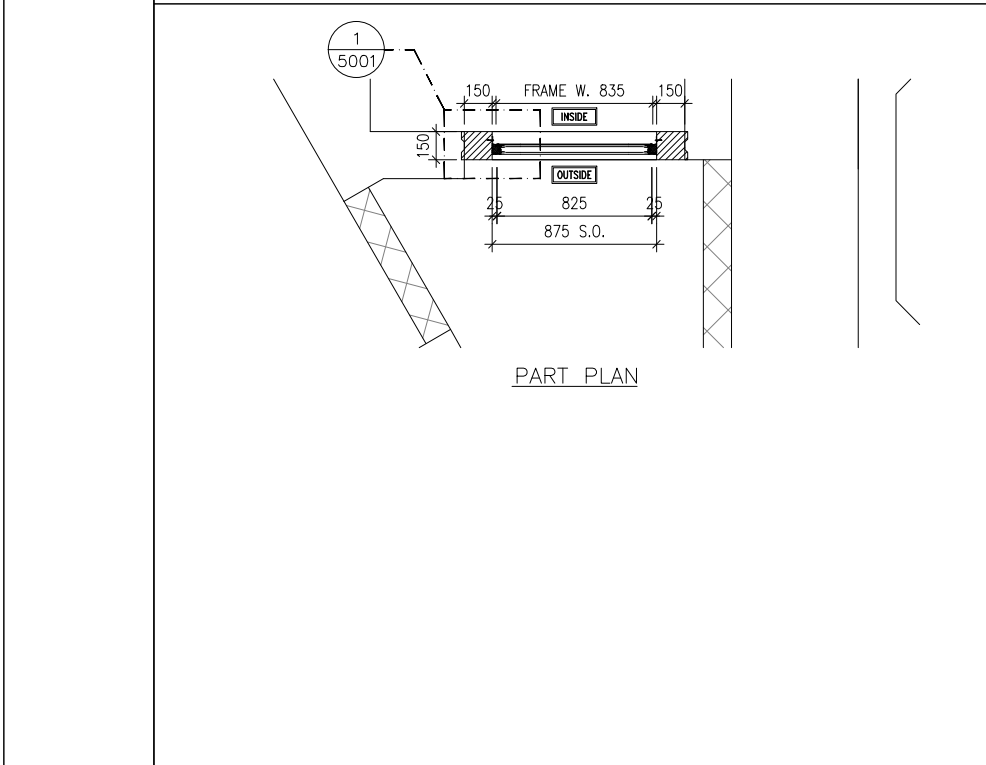 1
5001
150 FRAME W. 835 150
INSIDE
150
OUTSIDE
25 825 25
875 S.O.
PART PLAN